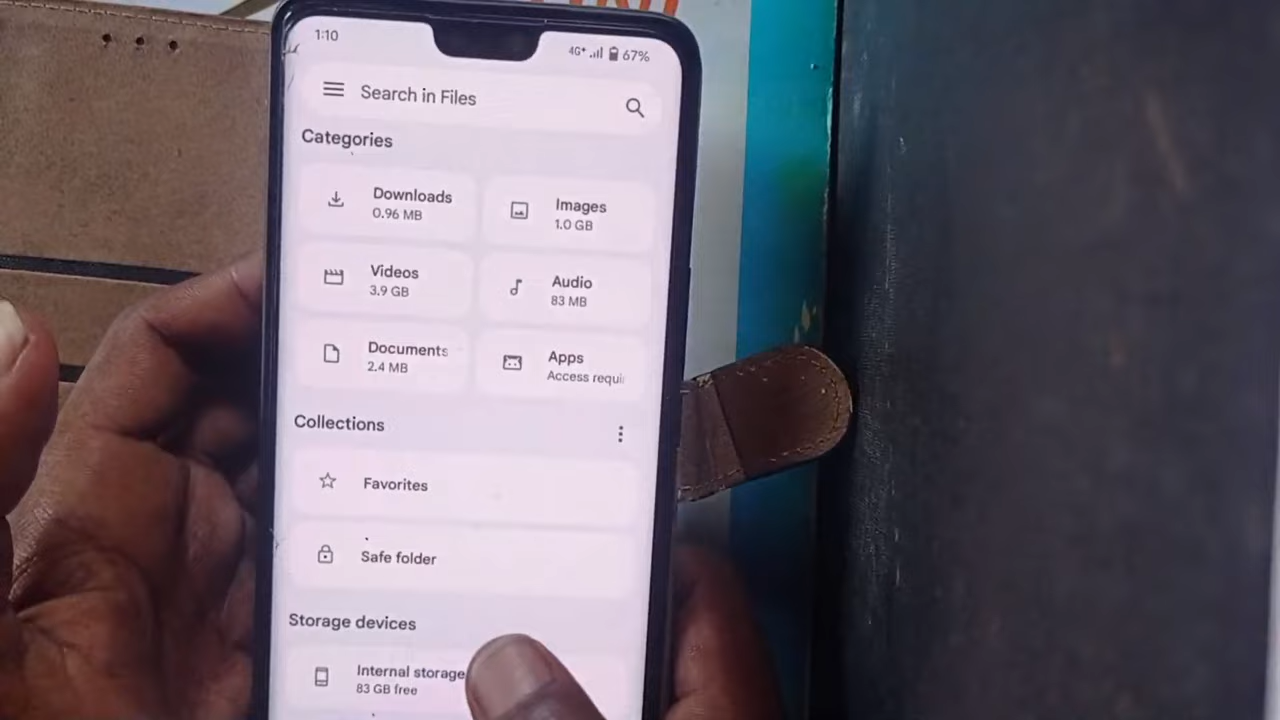 1:10
4G+ 67%
Search in Files
Categories
Downloads
0.96 MB
Images
1.0 GB
Videos
3.9 GB
Audio
83 MB
Documents
2.4 MB
Apps
Access requi
Collections
Favorites
Safe folder
Storage devices
Internal storage
83 GB free